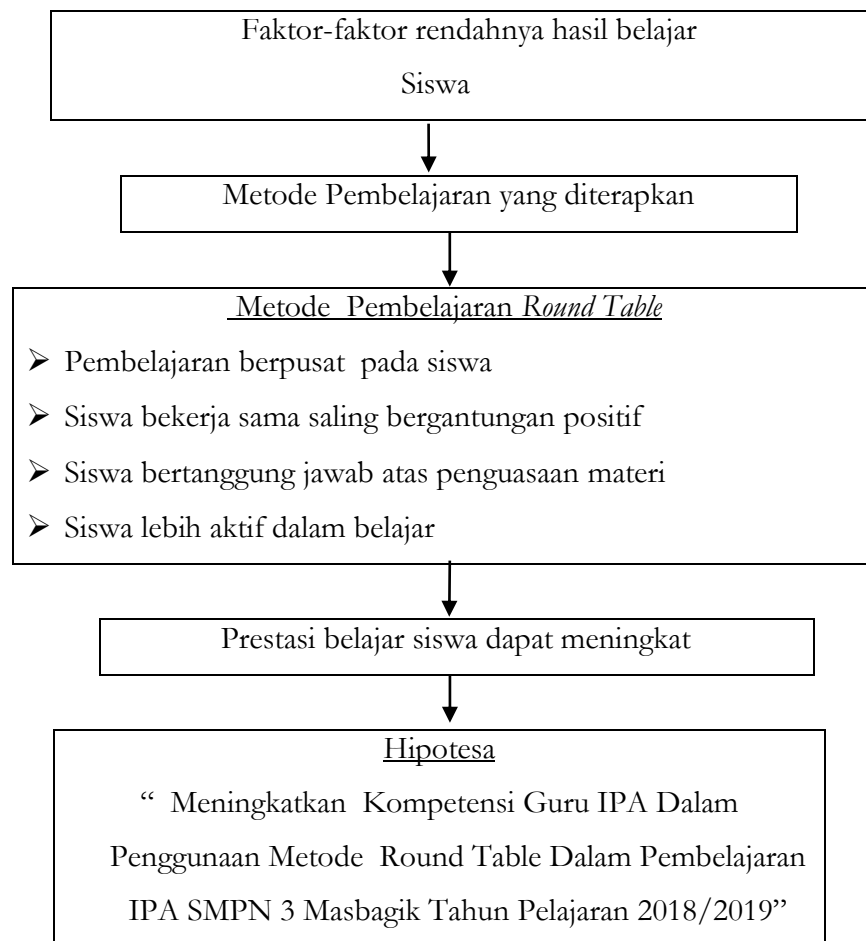 Faktor-faktor rendahnya hasil belajar
Siswa
Metode Pembelajaran yang diterapkan
Metode Pembelajaran Round Table
➤ Pembelajaran berpusat pada siswa
➤ Siswa bekerja sama saling bergantungan positif
➤ Siswa bertanggung jawab atas penguasaan materi
➤ Siswa lebih aktif dalam belajar
Prestasi belajar siswa dapat meningkat
Hipotesa
“ Meningkatkan Kompetensi Guru IPA Dalam
Penggunaan Metode Round Table Dalam Pembelajaran
IPA SMPN 3 Masbagik Tahun Pelajaran 2018/2019”